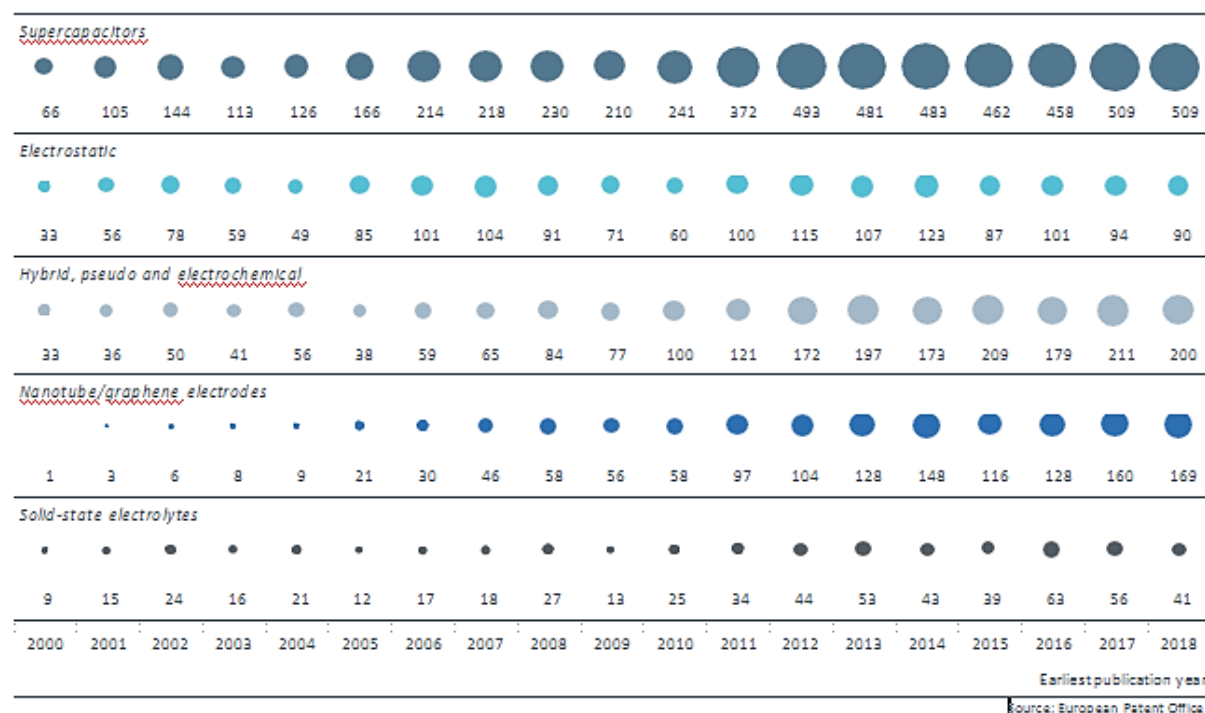 Supercapacitors
66 105 144 113 126 166 214 218 230 210 241 372 493 481 483 462 458 509 509
Electrostatic
33 56 78 59 49 85 101 104 91 71 60 100 115 107 123 87 101 94 90
Hybrid, pseudo and electrochemical
33 36 50 41 56 38 59 65 84 77 100 121 172 197 173 209 179 211 200
Nanotube/graphene electrodes
1 3 6 8 9 21 30 46 58 56 58 97 104 128 148 116 128 160 169
Solid-state electrolytes
9 15 24 16 21 12 17 18 27 13 25 34 44 53 43 39 63 56 41
2000 2001 2002 2003 2004 2005 2006 2007 2008 2009 2010 2011 2012 2013 2014 2015 2016 2017 2018
Earliest publication year
Source: European Patent Office